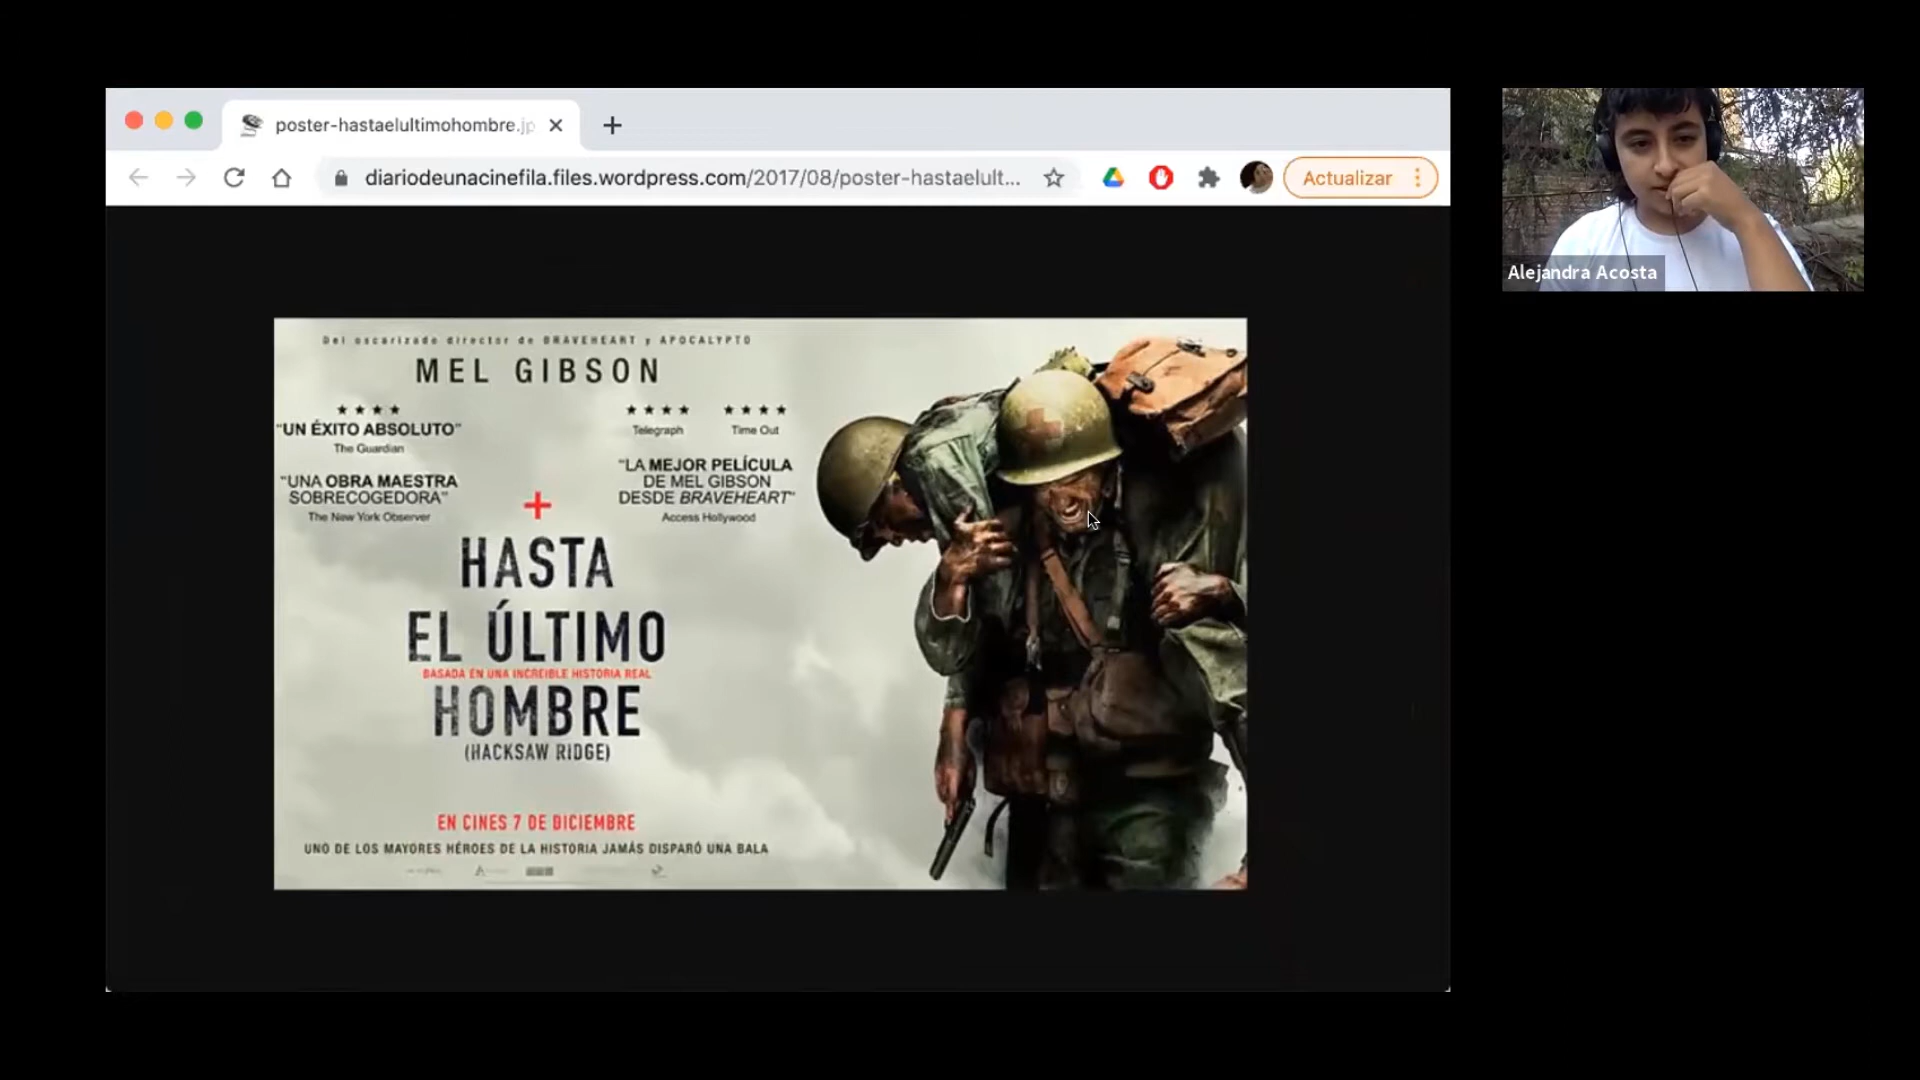 poster-hastaelultimohombre.jp
diariodeunacinefila.files.wordpress.com/2017/08/poster-hastaelult...
Actualizar
Alejandra Acosta
Del oscarizado director de BRAVEHEART y APOCALYPTO
MEL GIBSON
"UN ÉXITO ABSOLUTO"
The Guardian
Telegraph
Time Out
"UNA OBRA MAESTRA
SOBRECOGEDORA"
The New York Observer
"LA MEJOR PELÍCULA
DE MEL GIBSON
DESDE BRAVEHEART"
Access Hollywood
HASTA
EL ÚLTIMO
BASADA EN UNA INCREIBLE HISTORIA REAL
HOMBRE
(HACKSAW RIDGE)
EN CINES 7 DE DICIEMBRE
UNO DE LOS MAYORES HÉROES DE LA HISTORIA JAMÁS DISPARÓ UNA BALA